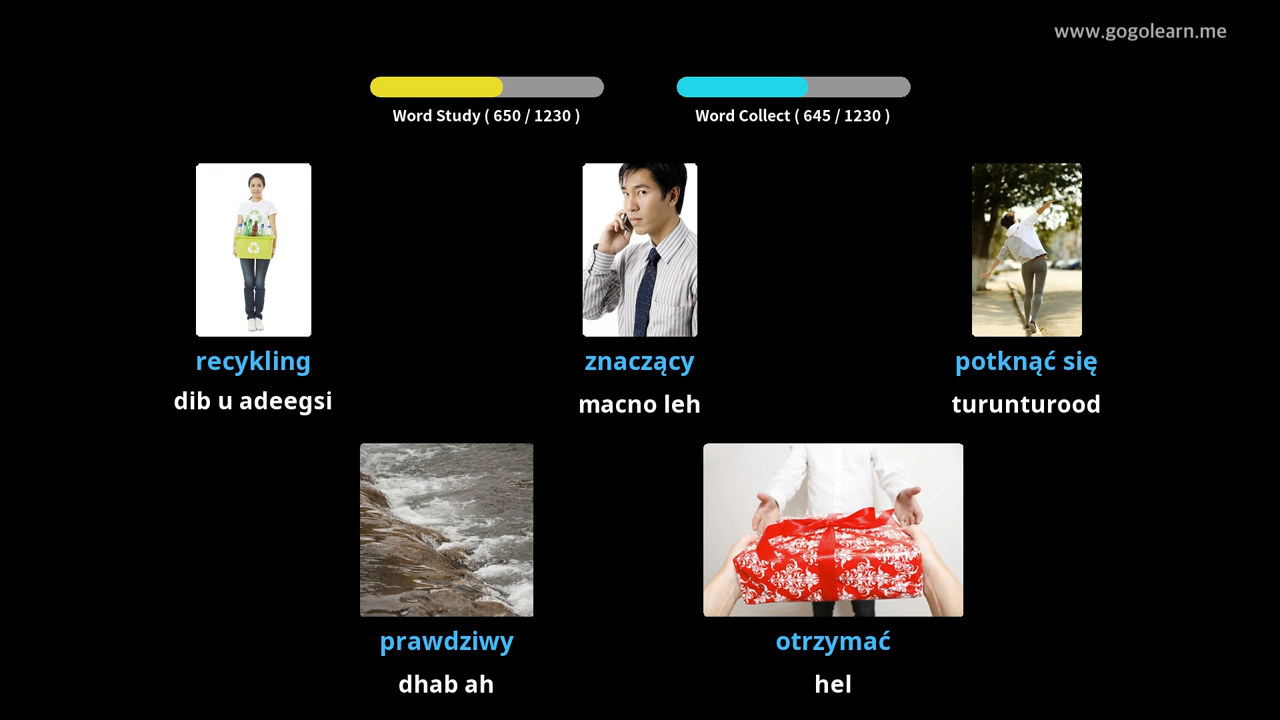 www.gogolearn.me
Word Study ( 650 / 1230 )
Word Collect ( 645 / 1230 )
recykling
dib u adeegsi
znaczący
macno leh
potknąć się
turunturood
prawdziwy
dhab ah
otrzymać
hel